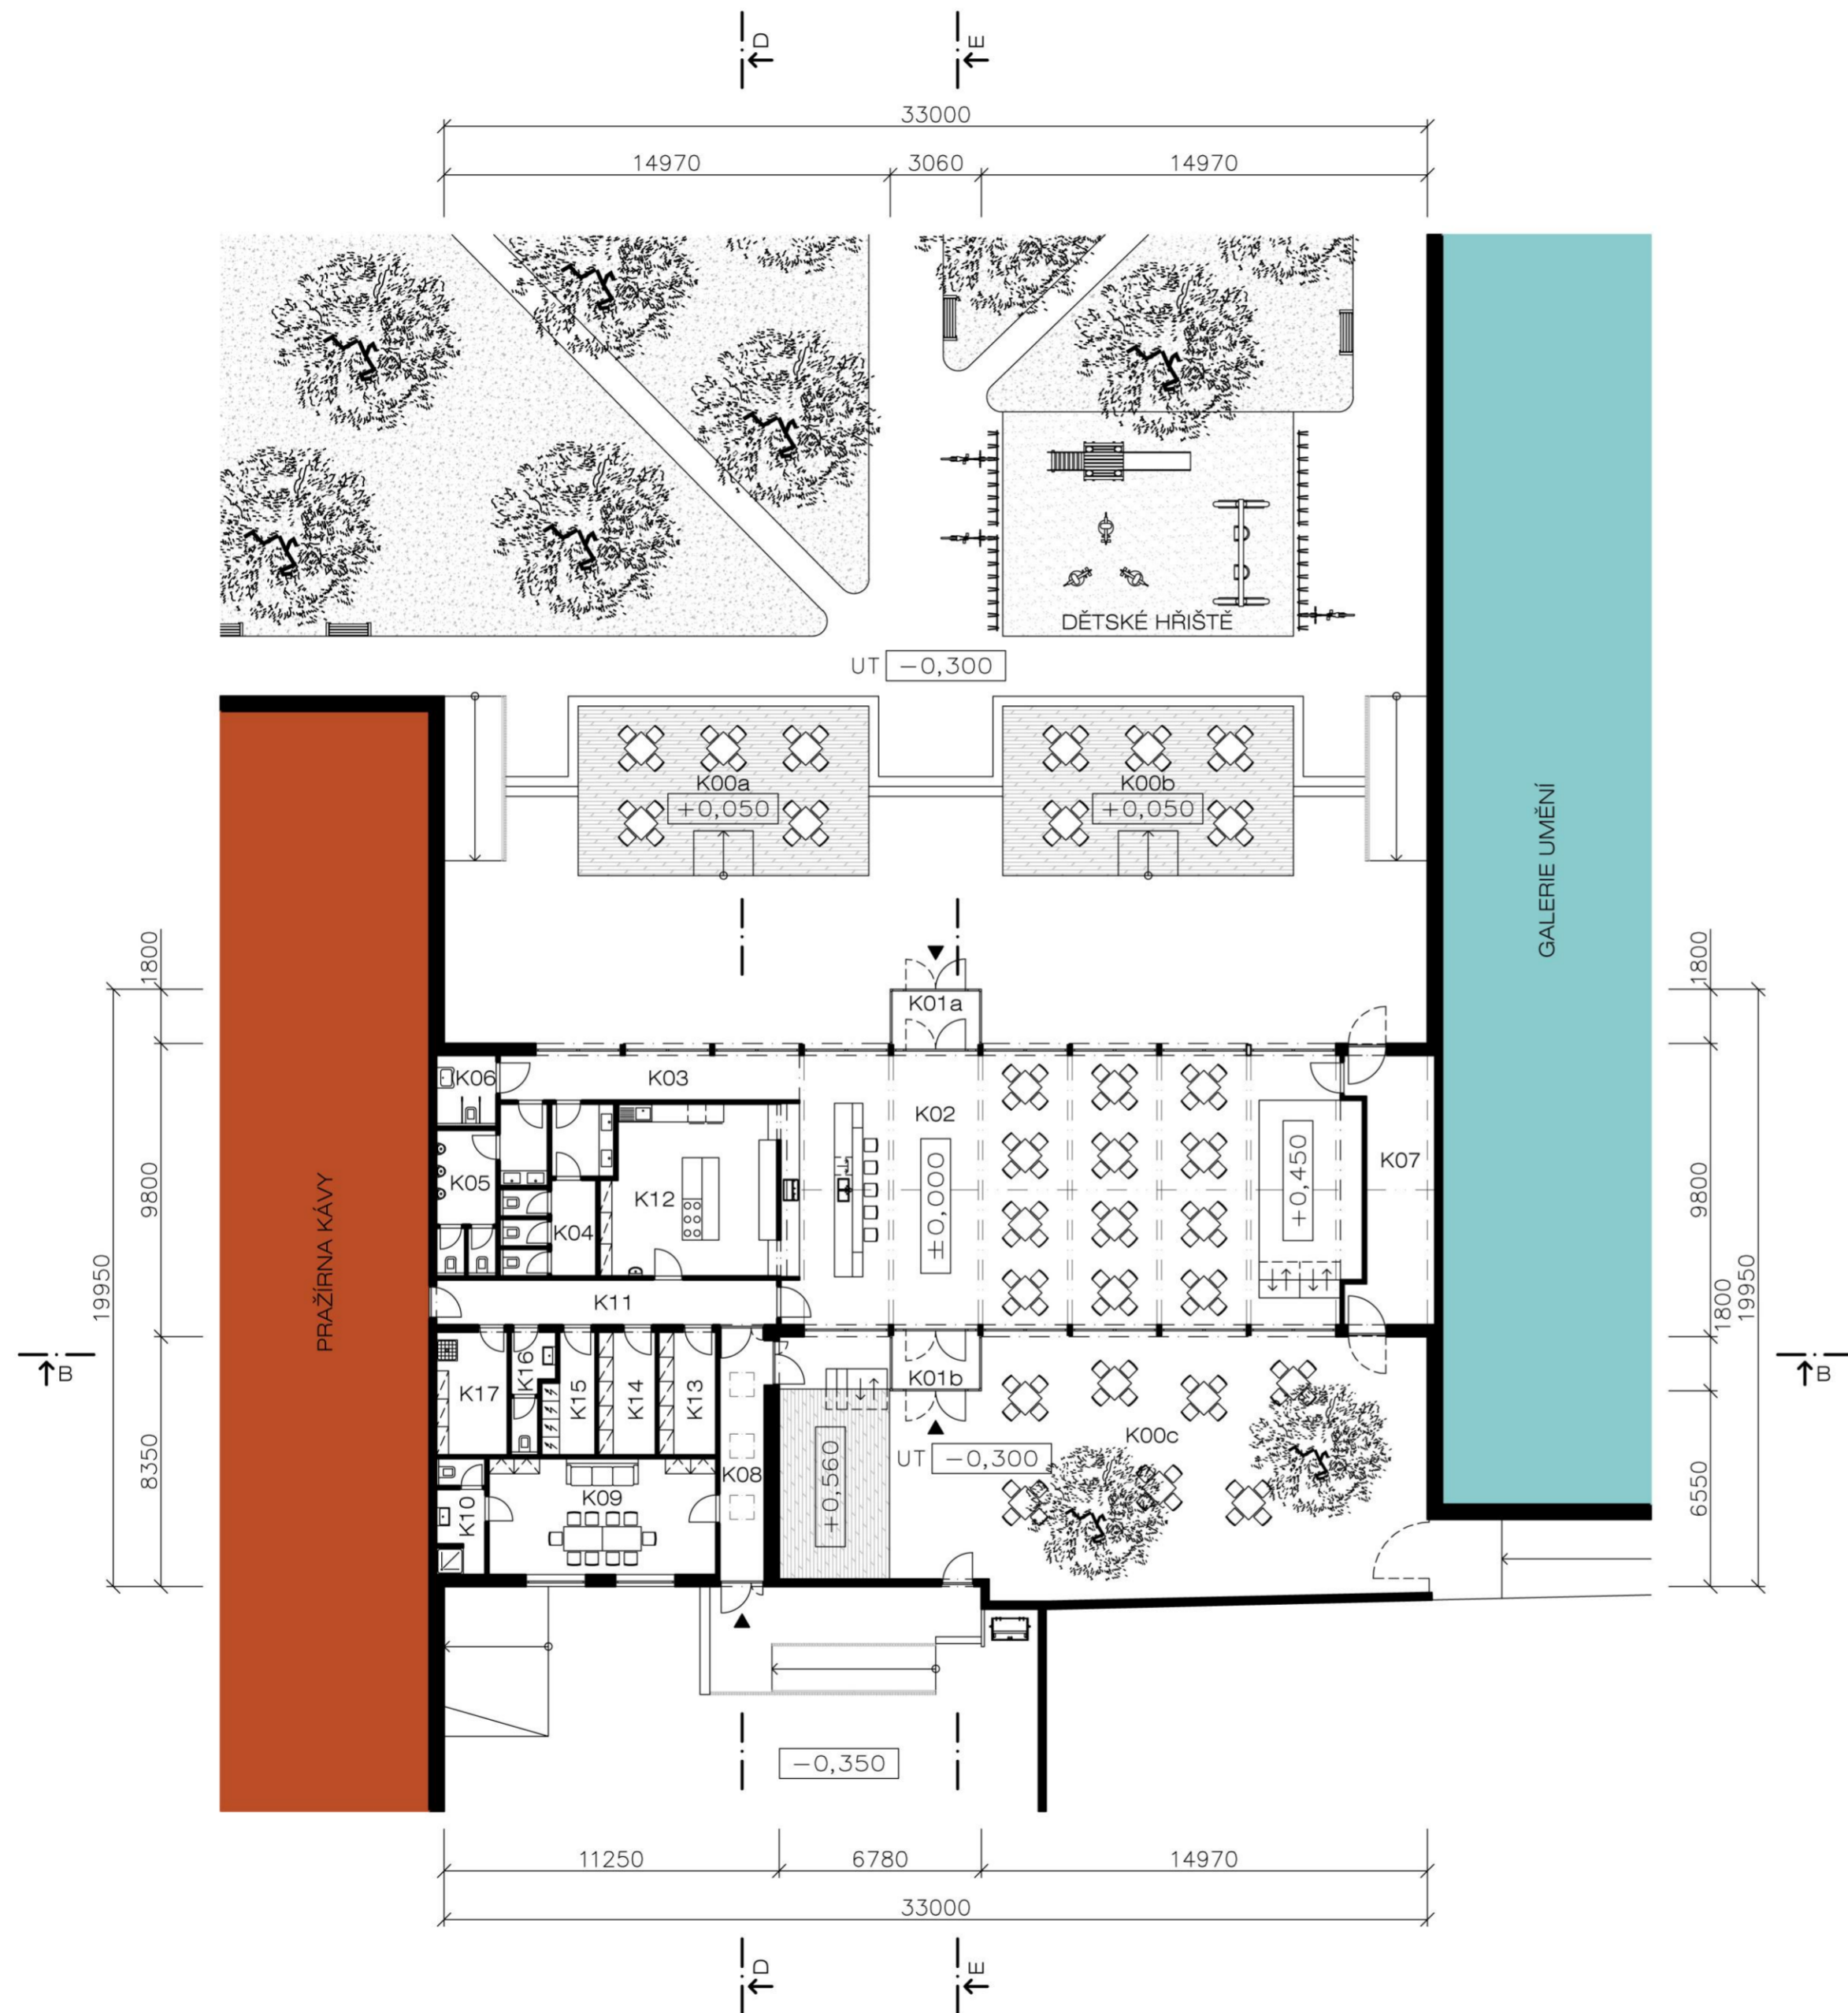 D
E
33000
14970
3060
14970
DĚTSKÉ HŘIŠTĚ
UT −0,300
K00a
+0,050
K00b
+0,050
GALERIE UMĚNÍ
1800
1800
K01a
K06
K03
K02
K05
K04
K12
±0,000
+0,450
K07
9800
9800
PRAŽÍRNA KÁVY
19950
19950
K11
1800
B
B
K17
K16
K15
K14
K13
K01b
K00c
UT −0,300
+0,560
K08
K09
K10
8350
6550
−0,350
11250
6780
14970
33000
D
E